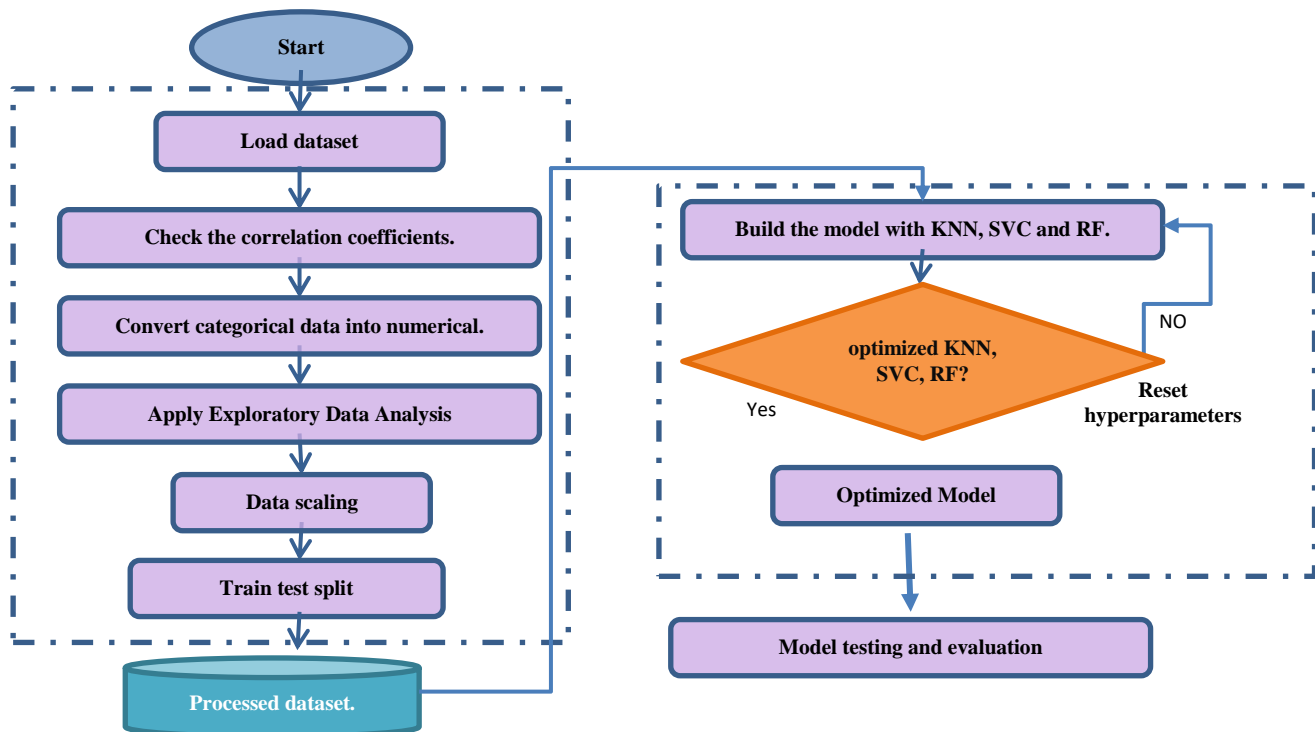 Start
Load dataset
Check the correlation coefficients.
Convert categorical data into numerical.
Apply Exploratory Data Analysis
Data scaling
Train test split
Processed dataset.
Build the model with KNN, SVC and RF.
optimized KNN,
SVC, RF?
NO
Yes
Reset
hyperparameters
Optimized Model
Model testing and evaluation